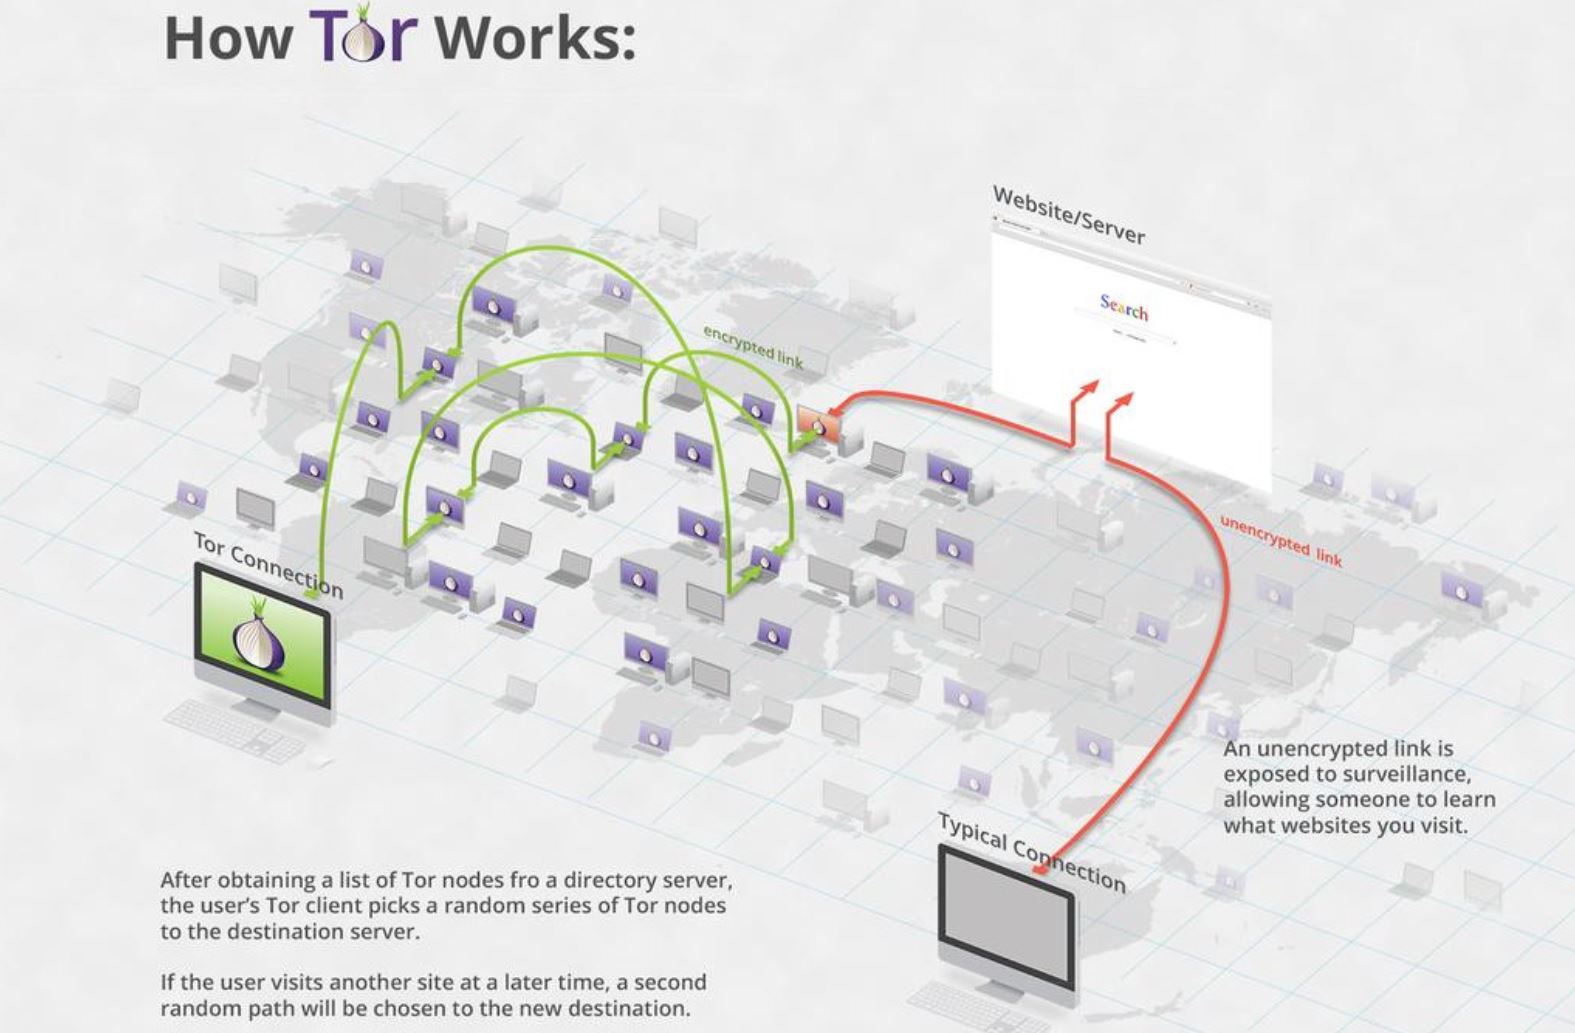 How Tor Works:
Website/Server
Search
encrypted link
unencrypted link
Tor Connection
An unencrypted link is
exposed to surveillance,
allowing someone to learn
what websites you visit.
Typical Connection
After obtaining a list of Tor nodes fro a directory server,
the user's Tor client picks a random series of Tor nodes
to the destination server.
If the user visits another site at a later time, a second
random path will be chosen to the new destination.